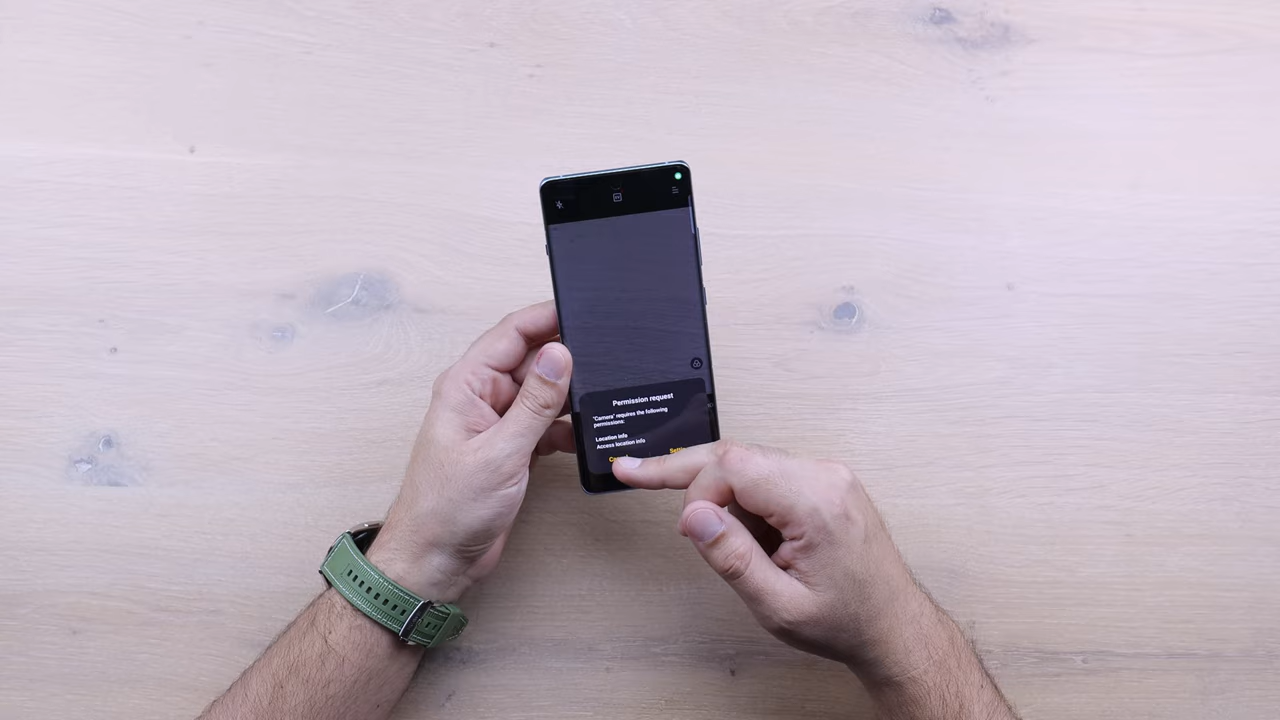 Permission request
"Camera" requires the following
permissions:
Location info
Access location info